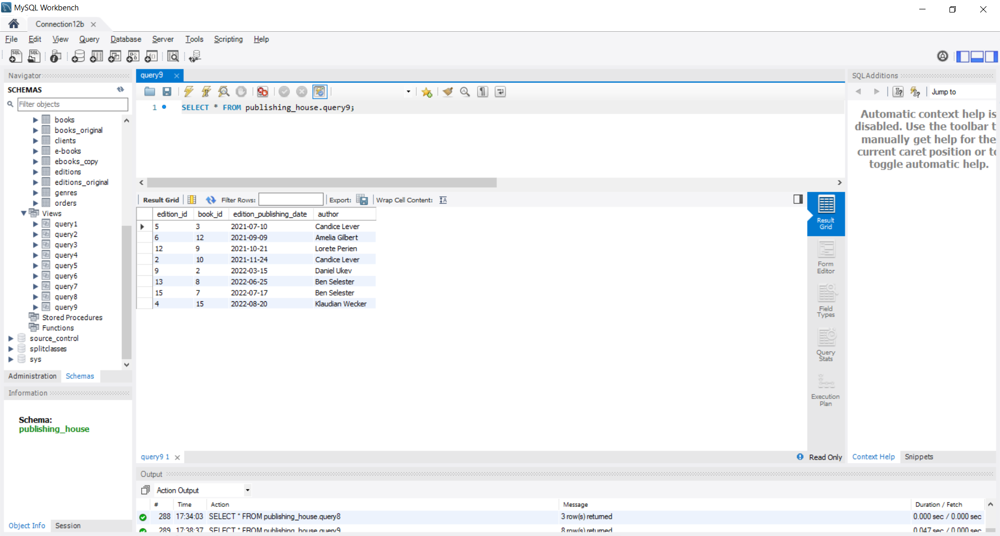 MySQL Workbench
Connection12b
File Edit View Query Database Server Tools Scripting Help
Navigator
SCHEMAS
Filter objects
books
books_original
clients
e-books
ebooks_copy
editions
editions_original
genres
orders
Views
query1
query2
query3
query4
query5
query6
query7
query8
query9
Stored Procedures
Functions
source_control
splitclasses
sys
Administration Schemas
Information
Schema:
publishing_house
Object Info Session
query9
1 SELECT * FROM publishing_house.query9;
Result Grid Filter Rows: Export: Wrap Cell Content:
edition_id book_id edition_publishing_date author
5 3 2021-07-10 Candice Lever
6 12 2021-09-09 Amelia Gilbert
12 9 2021-10-21 Lorete Perien
2 10 2021-11-24 Candice Lever
9 2 2022-03-15 Daniel Ukev
13 8 2022-06-25 Ben Selester
15 7 2022-07-17 Ben Selester
4 15 2022-08-20 Klaudian Wecker
Result
Grid
Form
Editor
Field
Types
Query
Stats
Execution
Plan
query9 1
Read Only
SQLAdditions
Jump to
Automatic context help is
disabled. Use the toolbar t
manually get help for the
current caret position or to
toggle automatic help.
Context Help Snippets
Output
Action Output
# Time Action Message Duration / Fetch
288 17:34:03 SELECT * FROM publishing_house.query8 3 row(s) returned 0.000 sec / 0.000 sec
289 17:38:37 SELECT * FROM publishing_house.query9 8 row(s) returned 0.047 sec / 0.000 sec